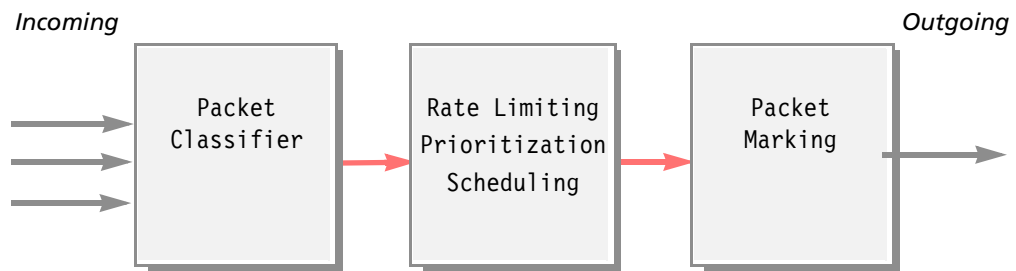 Incoming
Outgoing
Packet
Classifier
Rate Limiting
Prioritization
Scheduling
Packet
Marking